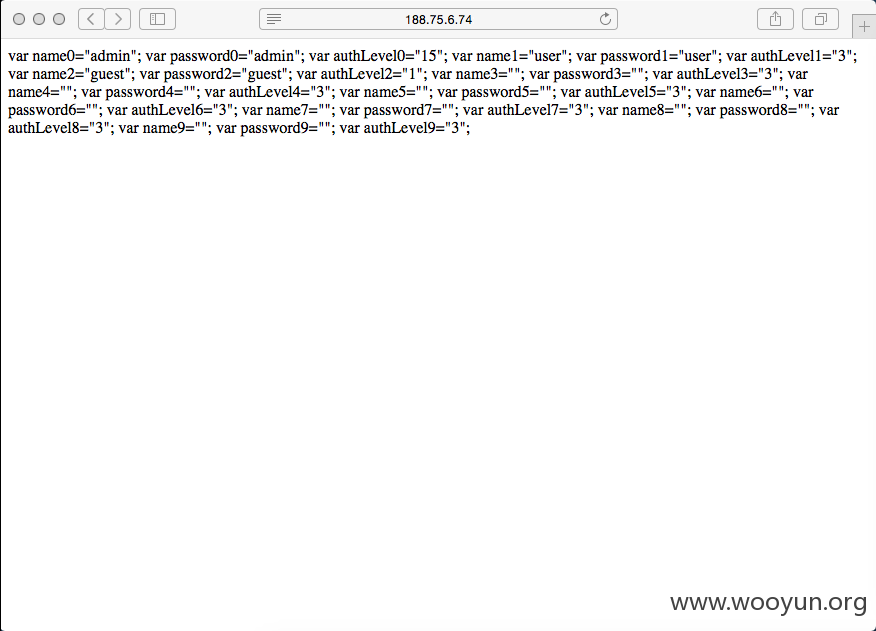 188.75.6.74
var name0="admin"; var password0="admin"; var authLevel0="15"; var name1="user"; var password1="user"; var authLevel1="3";
var name2="guest"; var password2="guest"; var authLevel2="1"; var name3=""; var password3=""; var authLevel3="3"; var
name4=""; var password4=""; var authLevel4="3"; var name5=""; var password5=""; var authLevel5="3"; var name6=""; var
password6=""; var authLevel6="3"; var name7=""; var password7=""; var authLevel7="3"; var name8=""; var password8=""; var
authLevel8="3"; var name9=""; var password9=""; var authLevel9="3";
www.wooyun.org